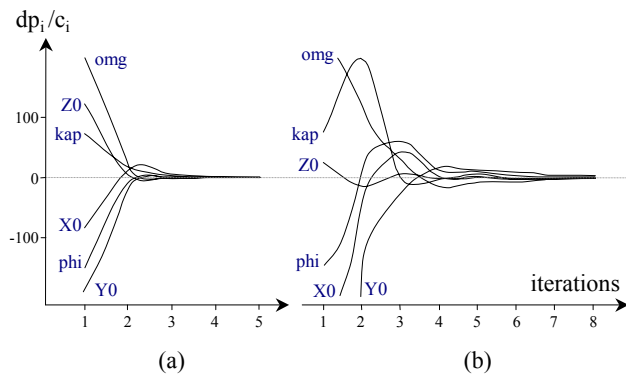 dpi/ci
omg
Z0
kap
X0
phi
Y0
100
0
-100
1 2 3 4 5
(a)
omg
kap
Z0
phi
X0
Y0
iterations
1 2 3 4 5 6 7 8
(b)